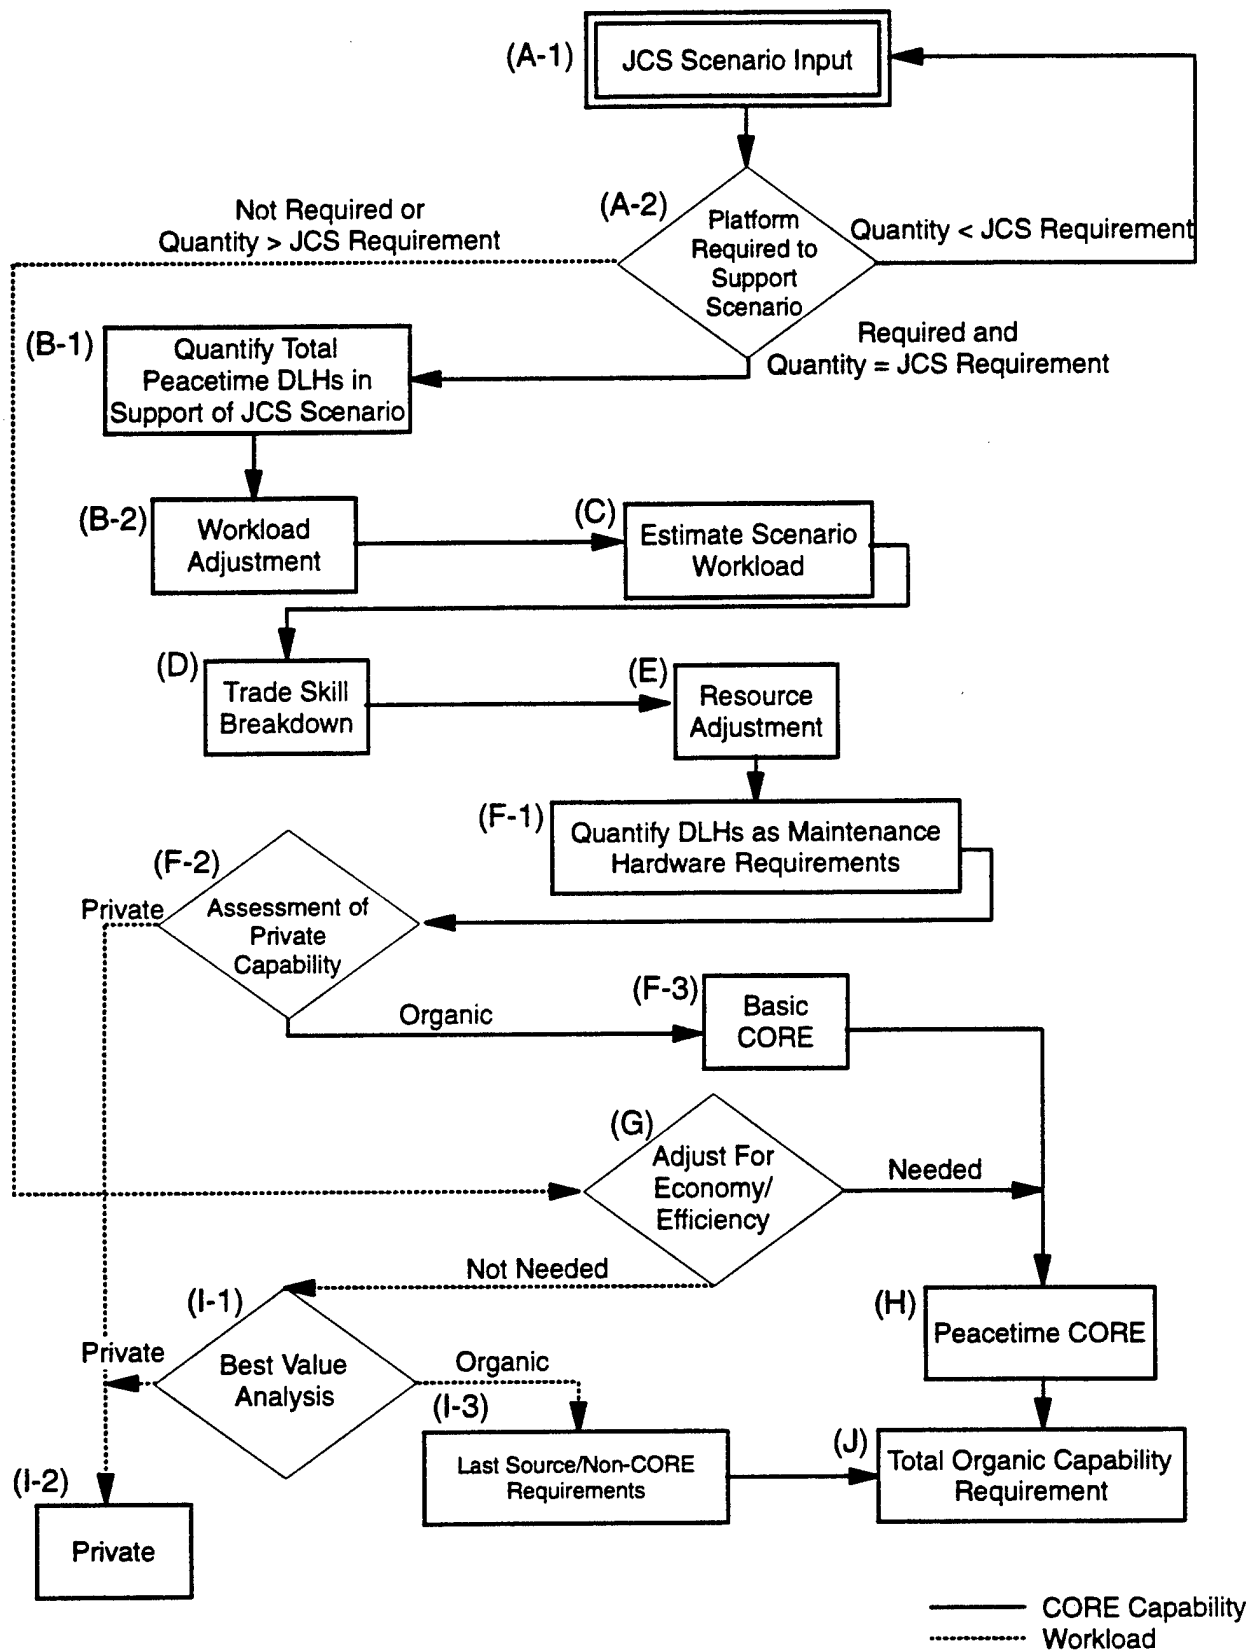 (A-1)
JCS Scenario Input
(A-2)
Platform
Required to
Support
Scenario
Not Required or
Quantity > JCS Requirement
Quantity < JCS Requirement
Required and
Quantity = JCS Requirement
(B-1)
Quantify Total
Peacetime DLHs in
Support of JCS Scenario
(B-2)
Workload
Adjustment
(C)
Estimate Scenario
Workload
(D)
Trade Skill
Breakdown
(E)
Resource
Adjustment
(F-1)
Quantify DLHs as Maintenance
Hardware Requirements
(F-2)
Private
Assessment of
Private
Capability
Organic
(F-3)
Basic
CORE
(G)
Adjust For
Economy/
Efficiency
Needed
Not Needed
(H)
Peacetime CORE
(I-1)
Private
Best Value
Analysis
Organic
(I-3)
Last Source/Non-CORE
Requirements
(J)
Total Organic Capability
Requirement
(I-2)
Private
CORE Capability
Workload